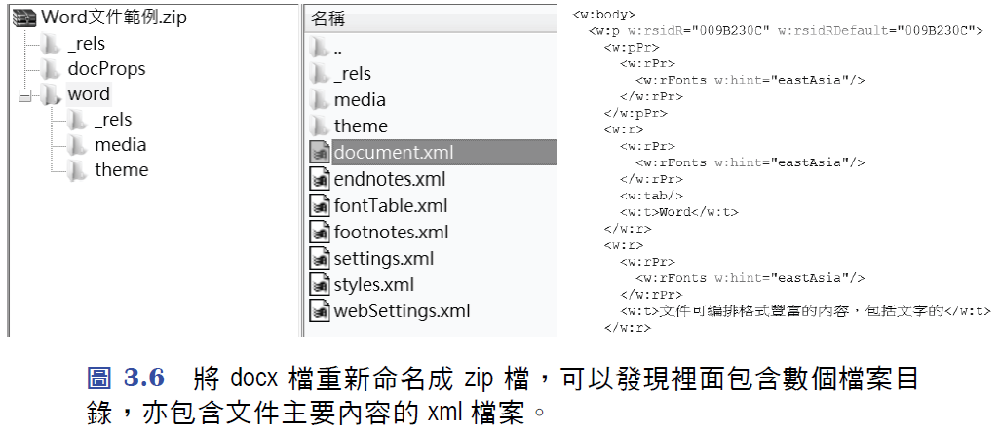 Word文件範例.zip
_rels
docProps
word
_rels
media
theme
名稱
..
_rels
media
theme
document.xml
endnotes.xml
fontTable.xml
footnotes.xml
settings.xml
styles.xml
webSettings.xml
<w:body>
<w:p w:rsidR="009B230C" w:rsidRDefault="009B230C">
<w:pPr>
<w:rPr>
<w:rFonts w:hint="eastAsia"/>
</w:rPr>
</w:pPr>
<w:r>
<w:rPr>
<w:rFonts w:hint="eastAsia"/>
</w:rPr>
<w:tab/>
<w:t>Word</w:t>
</w:r>
<w:r>
<w:rPr>
<w:rFonts w:hint="eastAsia"/>
</w:rPr>
<w:t>文件可編排格式豐富的內容，包括文字的</w:t>
</w:r>
圖 3.6 將 docx 檔重新命名成 zip 檔，可以發現裡面包含數個檔案目
錄，亦包含文件主要內容的 xml 檔案。